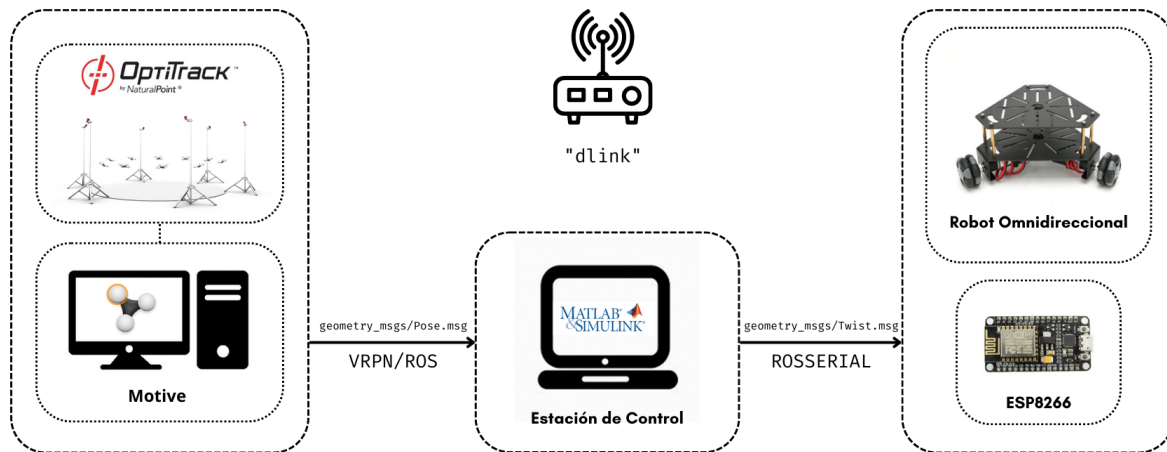 OPTITRACK™
by NaturalPoint®
Motive
geometry_msgs/Pose.msg
VRPN/ROS
"dlink"
MATLAB®
&SIMULINK®
Estación de Control
geometry_msgs/Twist.msg
ROSSERIAL
Robot Omnidireccional
ESP8266